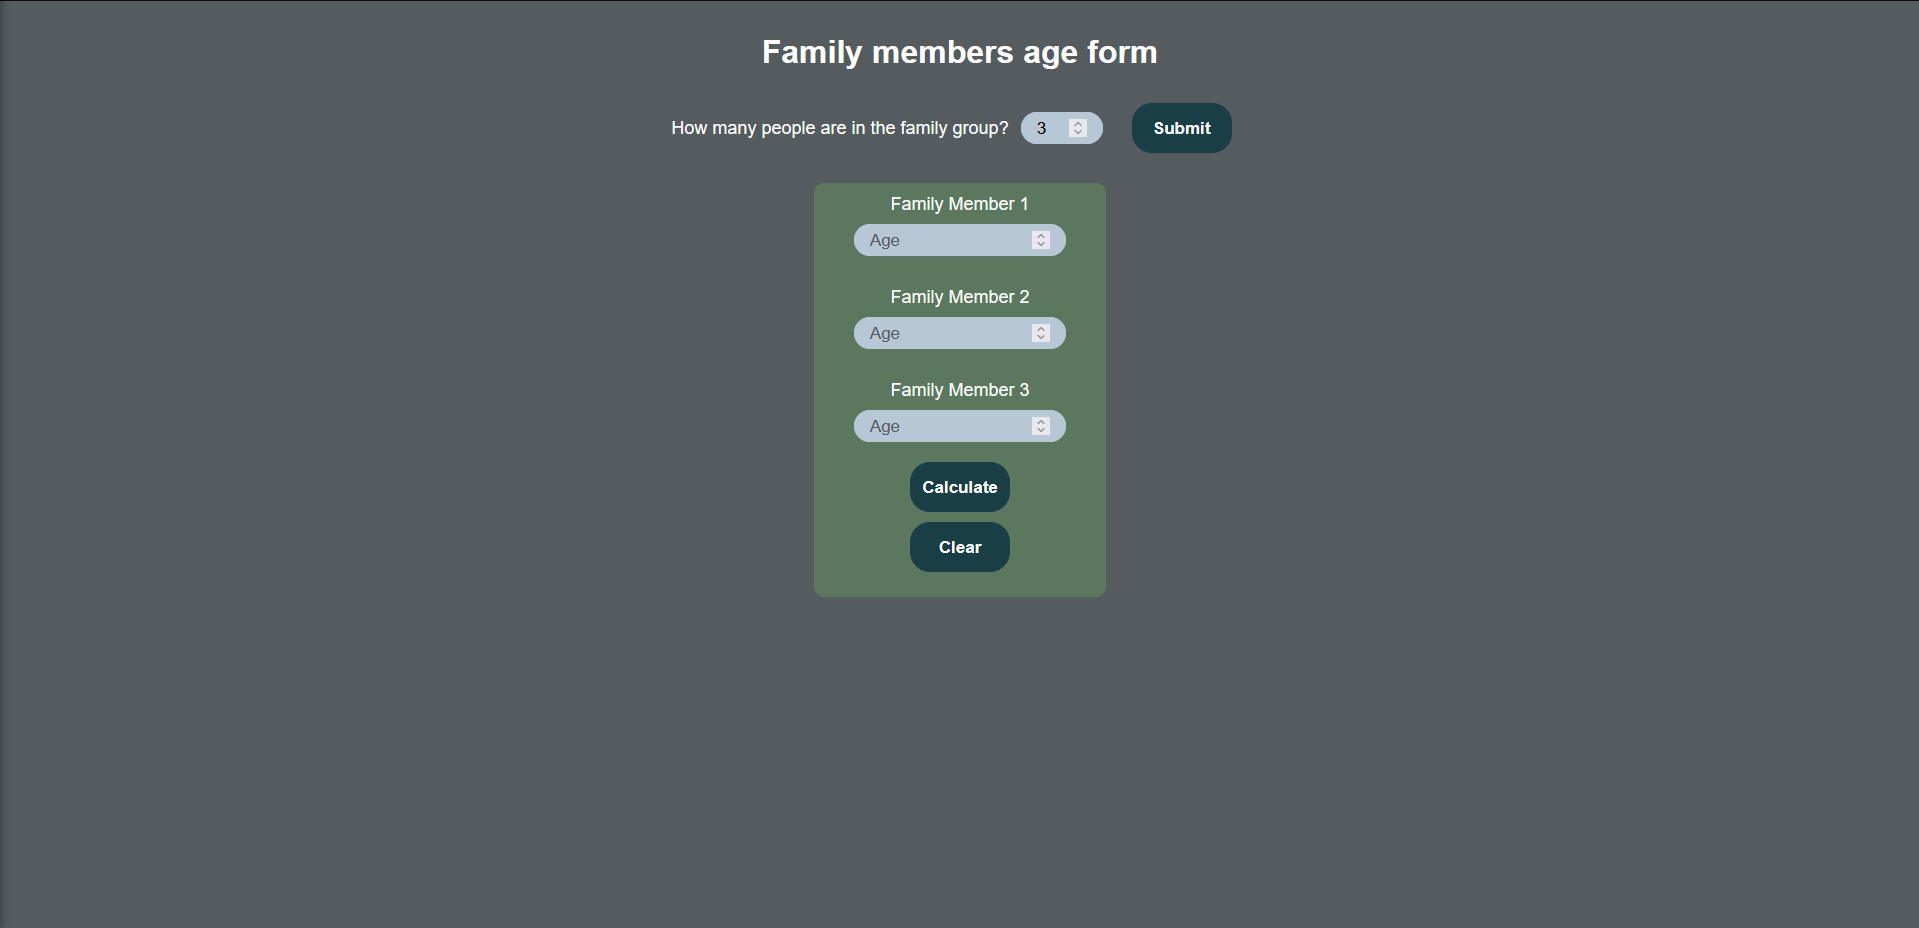 Family members age form
How many people are in the family group? 3 Submit
Family Member 1
Age
Family Member 2
Age
Family Member 3
Age
Calculate
Clear